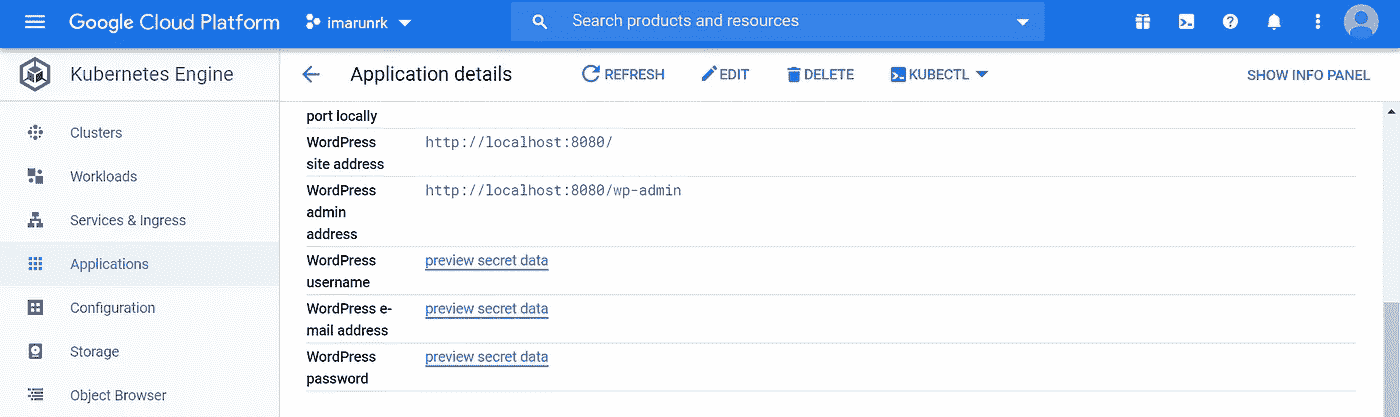 Google Cloud Platform
imarunrk
Search products and resources
Kubernetes Engine
Application details
REFRESH
EDIT
DELETE
KUBECTL
SHOW INFO PANEL
Clusters
Workloads
Services & Ingress
Applications
Configuration
Storage
Object Browser
port locally
WordPress
site address
http://localhost:8080/
WordPress
admin
address
http://localhost:8080/wp-admin
WordPress
username
preview secret data
WordPress e-
mail address
preview secret data
WordPress
password
preview secret data